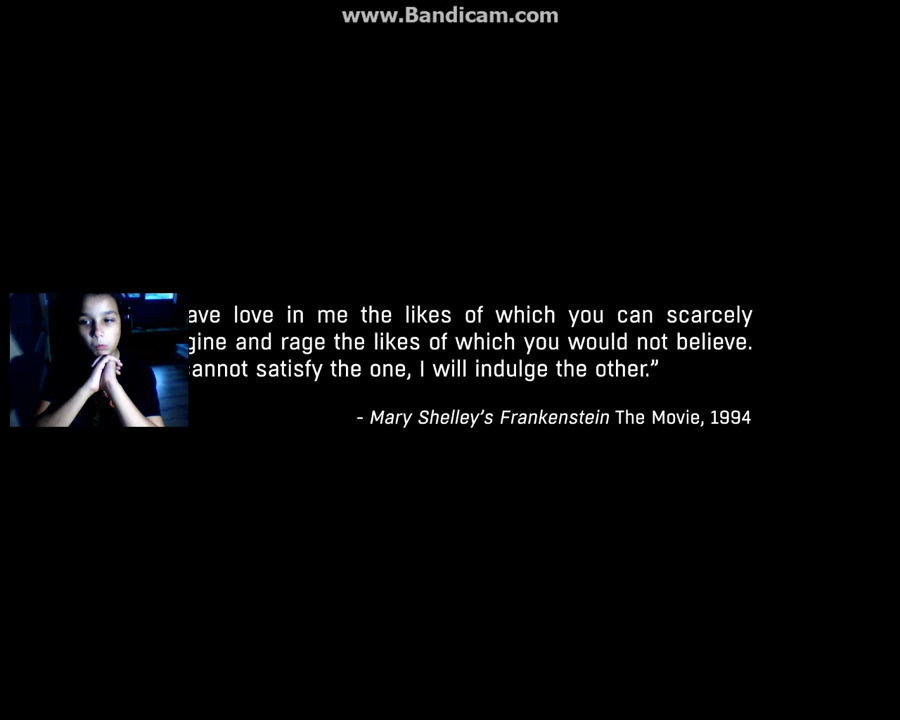 www.Bandicam.com
ave love in me the likes of which you can scarcely
gine and rage the likes of which you would not believe.
cannot satisfy the one, I will indulge the other.”
- Mary Shelley’s Frankenstein The Movie, 1994